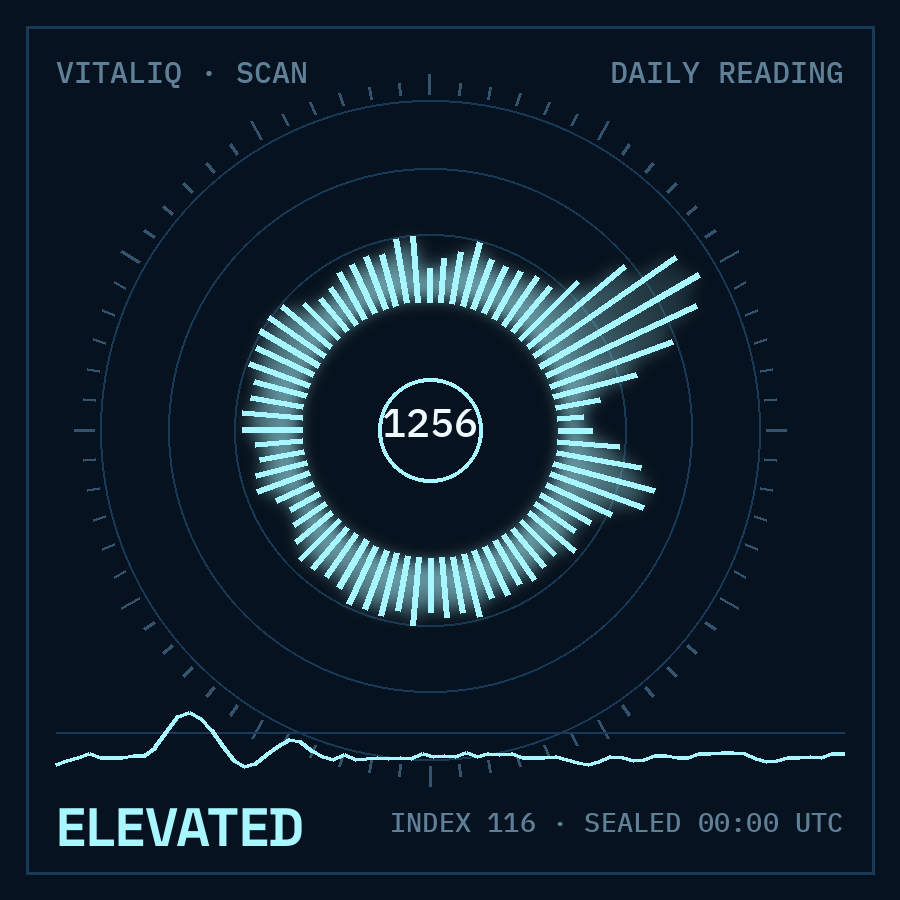 VITALIQ · SCAN
DAILY READING
1256
ELEVATED
INDEX 116 · SEALED 00:00 UTC